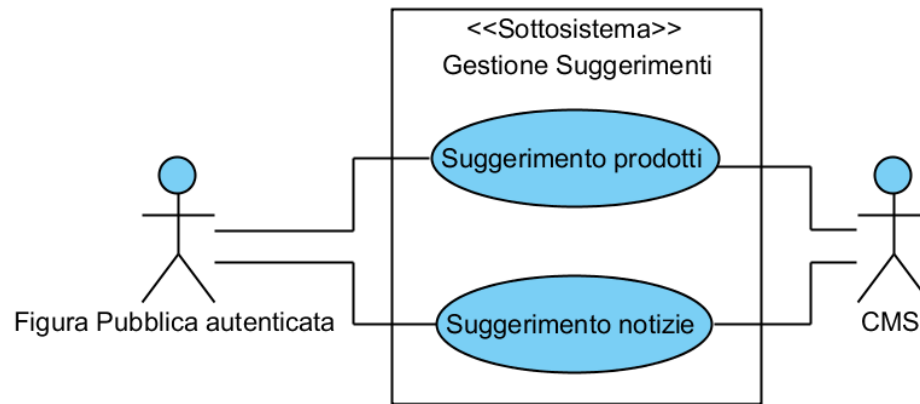 <<Sottosistema>>
Gestione Suggerimenti
Suggerimento prodotti
Figura Pubblica autenticata
Suggerimento notizie
CMS